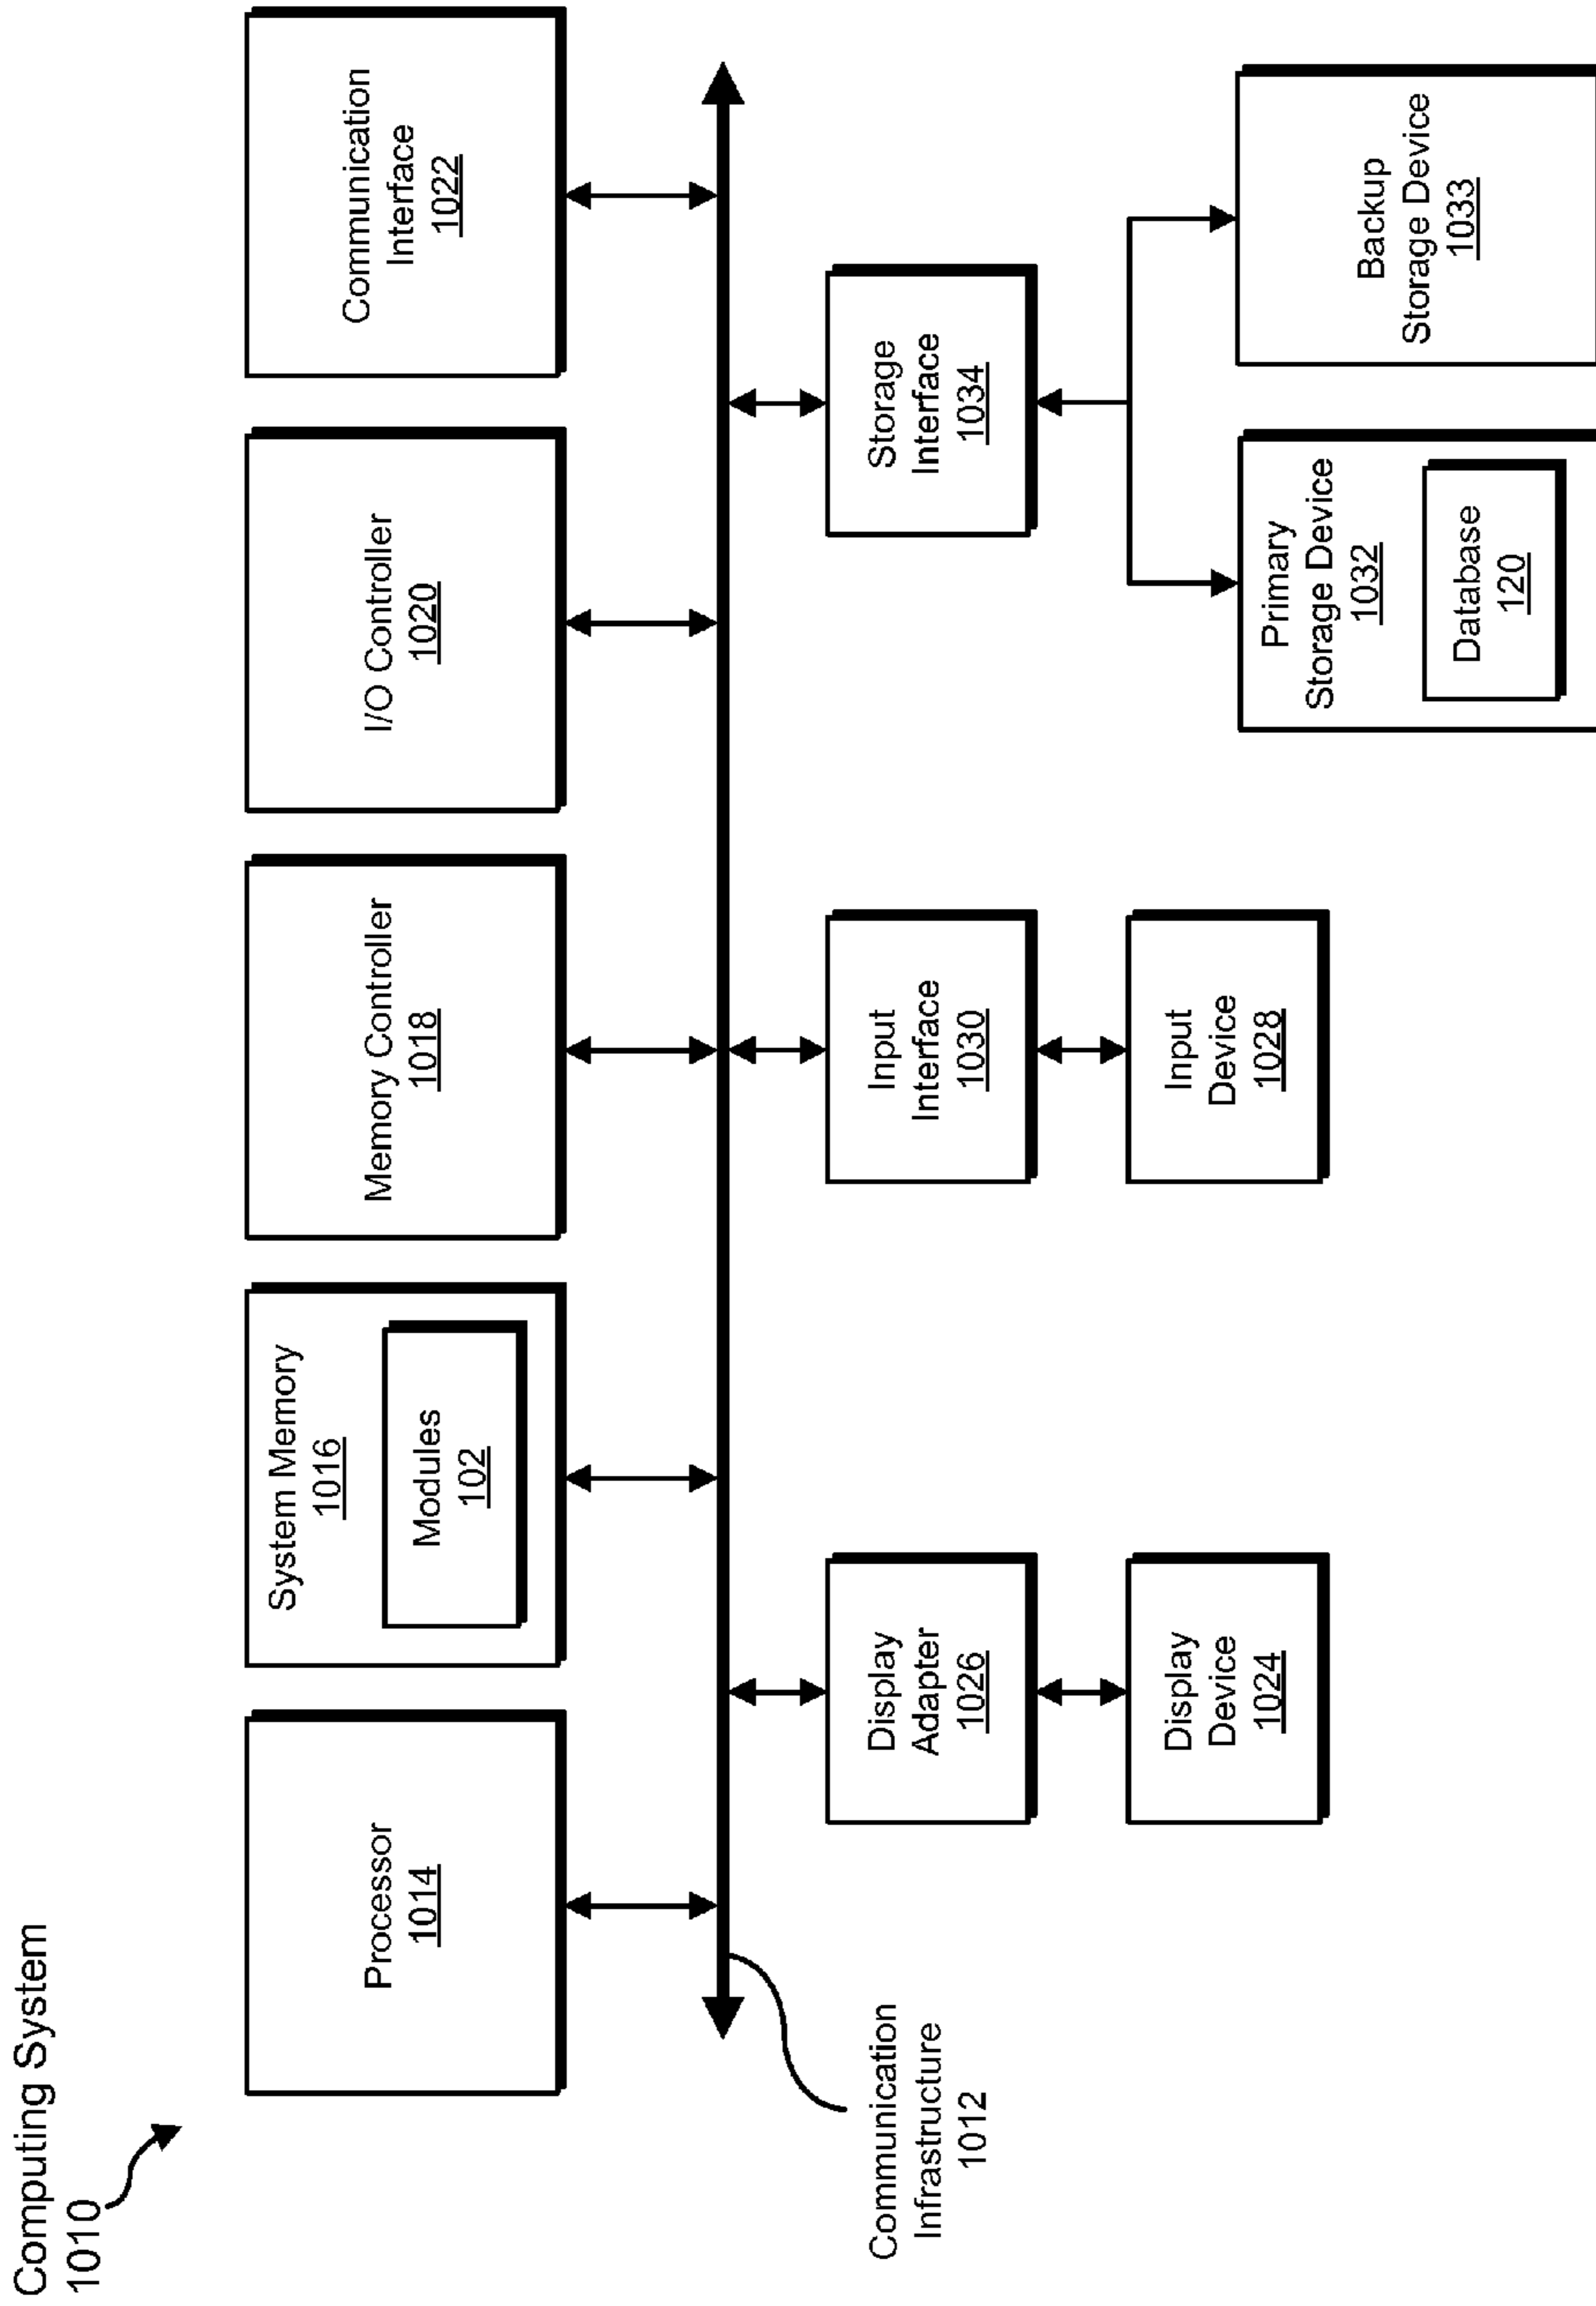 Computing System
1010
Processor
1014
System Memory
1016
Modules
102
Memory Controller
1018
I/O Controller
1020
Communication
Interface
1022
Communication
Infrastructure
1012
Display
Adapter
1026
Input
Interface
1030
Storage
Interface
1034
Display
Device
1024
Input
Device
1028
Primary
Storage Device
1032
Database
120
Backup
Storage Device
1033